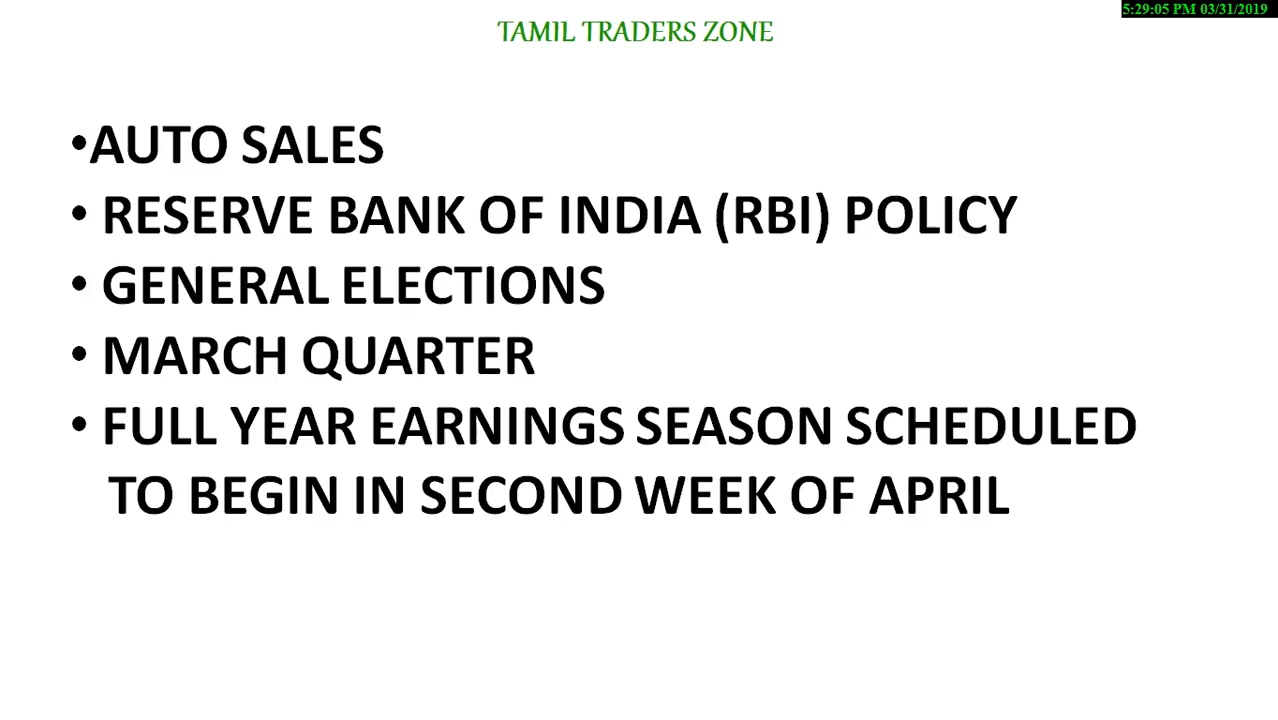 5:29:05 PM 03/31/2019
TAMIL TRADERS ZONE
•AUTO SALES
• RESERVE BANK OF INDIA (RBI) POLICY
• GENERAL ELECTIONS
• MARCH QUARTER
• FULL YEAR EARNINGS SEASON SCHEDULED
TO BEGIN IN SECOND WEEK OF APRIL